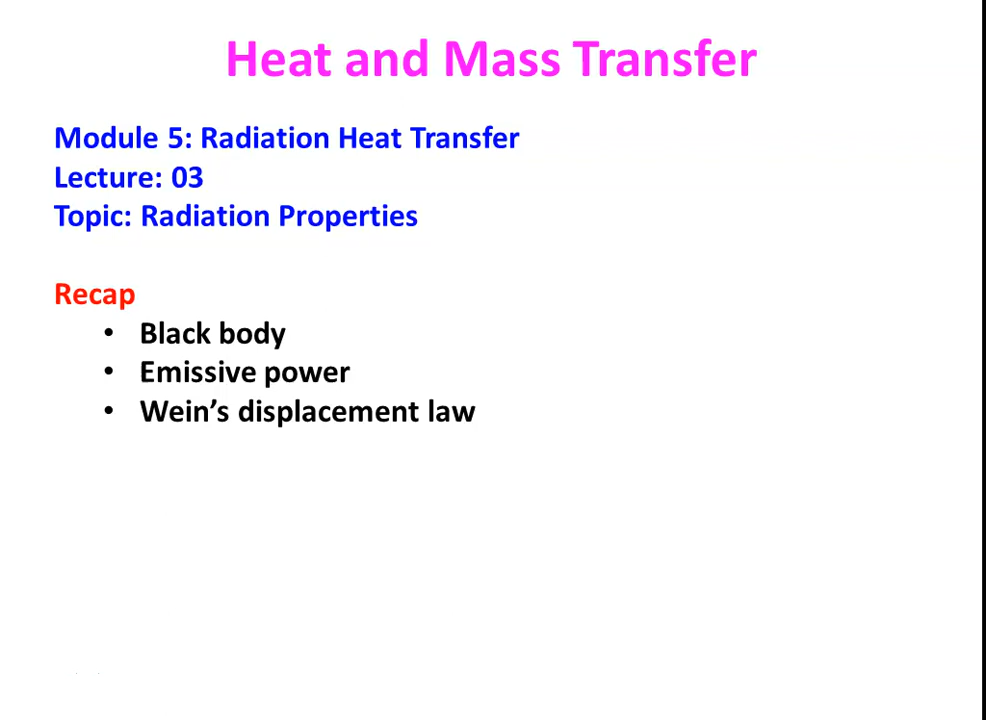 Heat and Mass Transfer
Module 5: Radiation Heat Transfer
Lecture: 03
Topic: Radiation Properties
Recap
• Black body
• Emissive power
• Wein’s displacement law